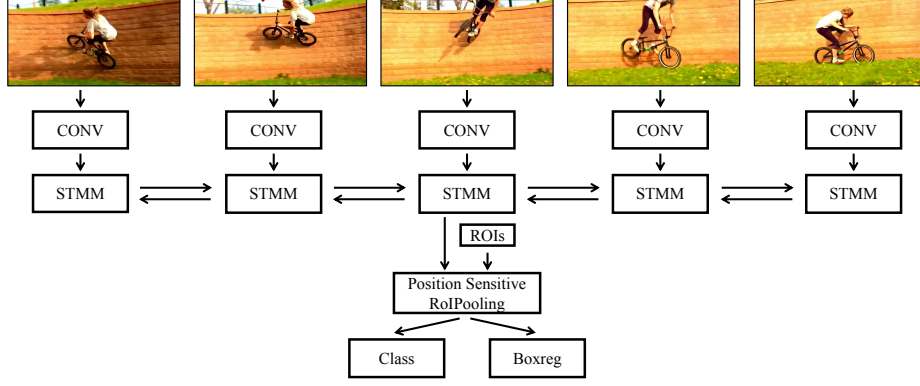 CONV
CONV
CONV
CONV
CONV
STMM
STMM
STMM
STMM
STMM
ROIs
Position Sensitive
RoIPooling
Class
Boxreg